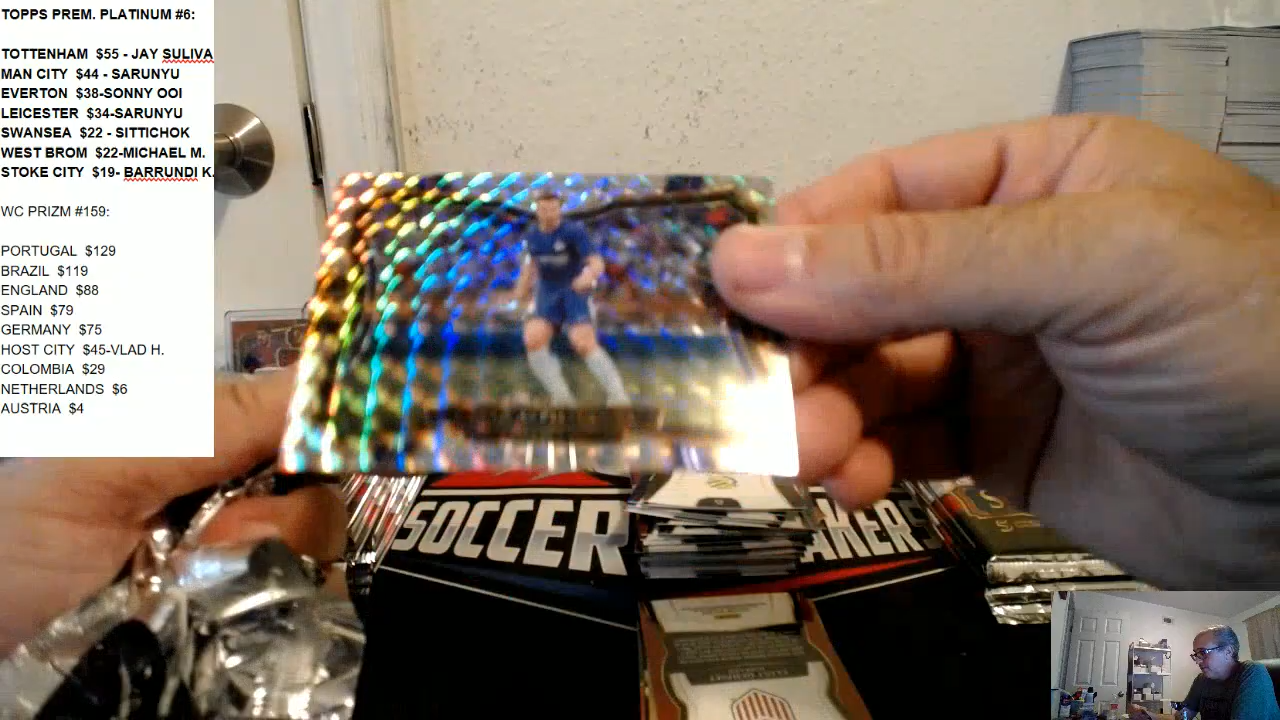 TOPPS PREM. PLATINUM #6:
TOTTENHAM $55 - JAY SULIVA
MAN CITY $44 - SARUNYU
EVERTON $38-SONNY OOI
LEICESTER $34-SARUNYU
SWANSEA $22 - SITTICHOK
WEST BROM $22-MICHAEL M.
STOKE CITY $19- BARRUNDI K.
WC PRIZM #159:
PORTUGAL $129
BRAZIL $119
ENGLAND $88
SPAIN $79
GERMANY $75
HOST CITY $45-VLAD H.
COLOMBIA $29
NETHERLANDS $6
AUSTRIA $4
SOCCER AKERS